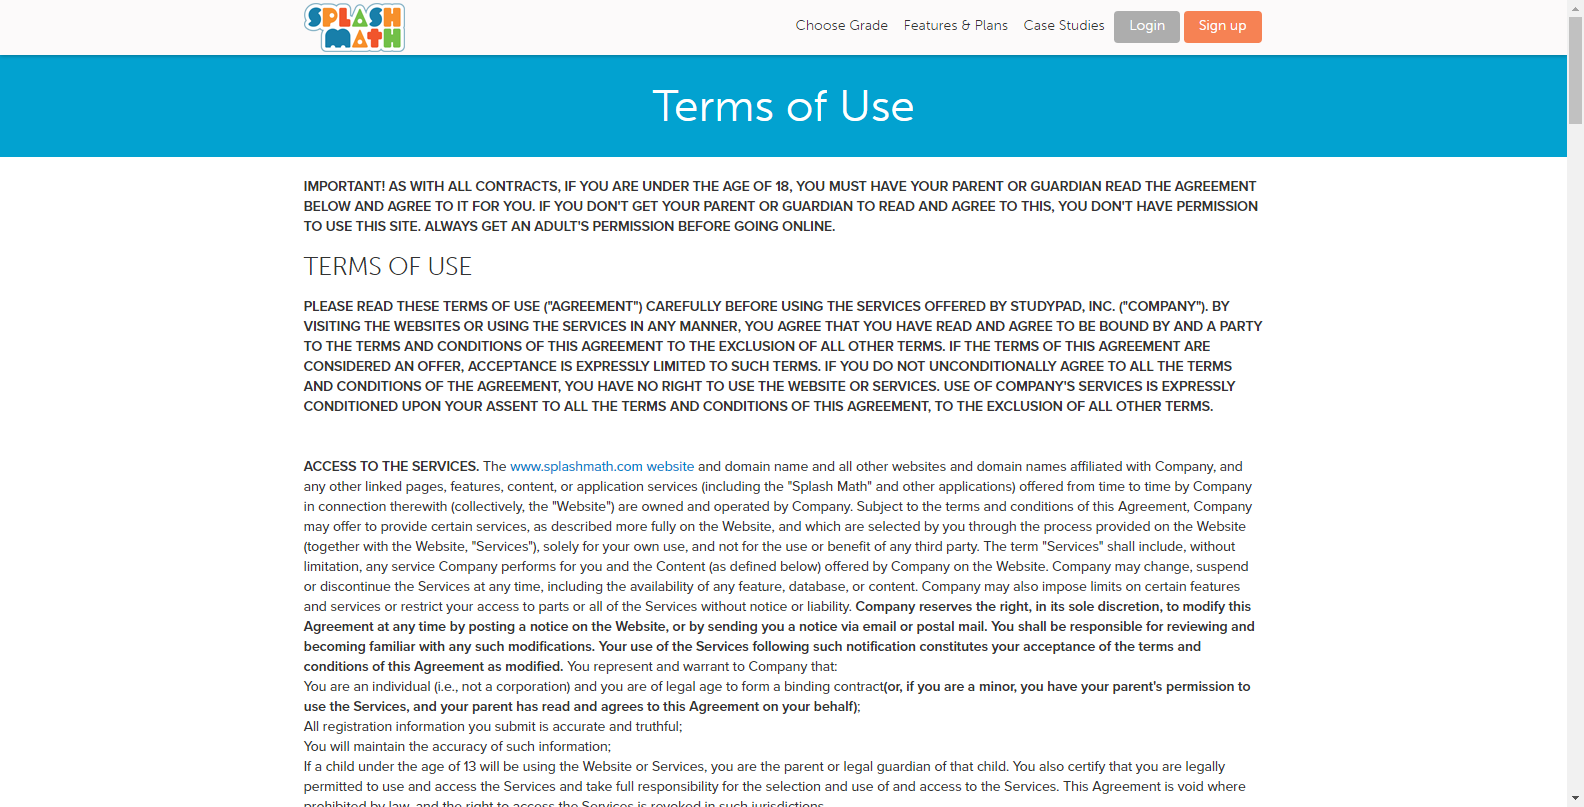 SPLASH
MATH
Choose Grade
Features & Plans
Case Studies
Login
Sign up
Terms of Use
IMPORTANT! AS WITH ALL CONTRACTS, IF YOU ARE UNDER THE AGE OF 18, YOU MUST HAVE YOUR PARENT OR GUARDIAN READ THE AGREEMENT
BELOW AND AGREE TO IT FOR YOU. IF YOU DON'T GET YOUR PARENT OR GUARDIAN TO READ AND AGREE TO THIS, YOU DON'T HAVE PERMISSION
TO USE THIS SITE. ALWAYS GET AN ADULT'S PERMISSION BEFORE GOING ONLINE.
TERMS OF USE
PLEASE READ THESE TERMS OF USE ("AGREEMENT") CAREFULLY BEFORE USING THE SERVICES OFFERED BY STUDYPAD, INC. ("COMPANY"). BY
VISITING THE WEBSITES OR USING THE SERVICES IN ANY MANNER, YOU AGREE THAT YOU HAVE READ AND AGREE TO BE BOUND BY AND A PARTY
TO THE TERMS AND CONDITIONS OF THIS AGREEMENT TO THE EXCLUSION OF ALL OTHER TERMS. IF THE TERMS OF THIS AGREEMENT ARE
CONSIDERED AN OFFER, ACCEPTANCE IS EXPRESSLY LIMITED TO SUCH TERMS. IF YOU DO NOT UNCONDITIONALLY AGREE TO ALL THE TERMS
AND CONDITIONS OF THE AGREEMENT, YOU HAVE NO RIGHT TO USE THE WEBSITE OR SERVICES. USE OF COMPANY'S SERVICES IS EXPRESSLY
CONDITIONED UPON YOUR ASSENT TO ALL THE TERMS AND CONDITIONS OF THIS AGREEMENT, TO THE EXCLUSION OF ALL OTHER TERMS.
ACCESS TO THE SERVICES. The www.splashmath.com website and domain name and all other websites and domain names affiliated with Company, and
any other linked pages, features, content, or application services (including the "Splash Math" and other applications) offered from time to time by Company
in connection therewith (collectively, the "Website") are owned and operated by Company. Subject to the terms and conditions of this Agreement, Company
may offer to provide certain services, as described more fully on the Website, and which are selected by you through the process provided on the Website
(together with the Website, "Services"), solely for your own use, and not for the use or benefit of any third party. The term "Services" shall include, without
limitation, any service Company performs for you and the Content (as defined below) offered by Company on the Website. Company may change, suspend
or discontinue the Services at any time, including the availability of any feature, database, or content. Company may also impose limits on certain features
and services or restrict your access to parts or all of the Services without notice or liability. Company reserves the right, in its sole discretion, to modify this
Agreement at any time by posting a notice on the Website, or by sending you a notice via email or postal mail. You shall be responsible for reviewing and
becoming familiar with any such modifications. Your use of the Services following such notification constitutes your acceptance of the terms and
conditions of this Agreement as modified. You represent and warrant to Company that:
You are an individual (i.e., not a corporation) and you are of legal age to form a binding contract(or, if you are a minor, you have your parent's permission to
use the Services, and your parent has read and agrees to this Agreement on your behalf);
All registration information you submit is accurate and truthful;
You will maintain the accuracy of such information;
If a child under the age of 13 will be using the Website or Services, you are the parent or legal guardian of that child. You also certify that you are legally
permitted to use and access the Services and take full responsibility for the selection and use of and access to the Services. This Agreement is void where
prohibited by law, and the right to access the Services is revoked in such jurisdictions.